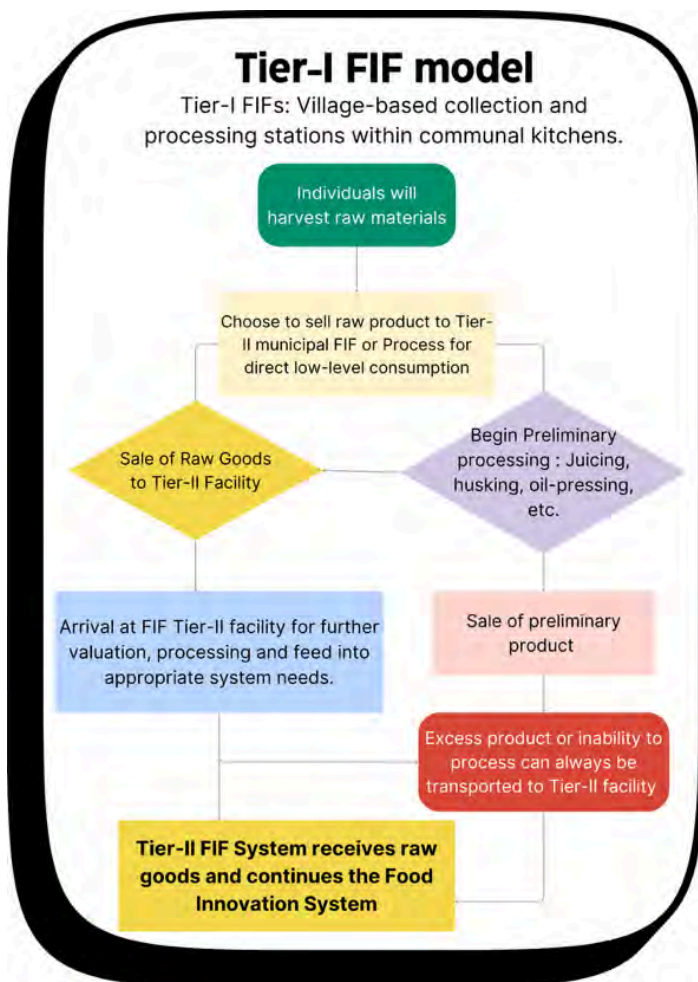 Tier-I FIF model
Tier-I FIFs: Village-based collection and
processing stations within communal kitchens.
Individuals will
harvest raw materials
Choose to sell raw product to Tier-
II municipal FIF or Process for
direct low-level consumption
Sale of Raw Goods
to Tier-II Facility
Begin Preliminary
processing : Juicing,
husking, oil-pressing,
etc.
Arrival at FIF Tier-II facility for further
valuation, processing and feed into
appropriate system needs.
Sale of preliminary
product
Excess product or inability to
process can always be
transported to Tier-II facility
Tier-II FIF System receives raw
goods and continues the Food
Innovation System